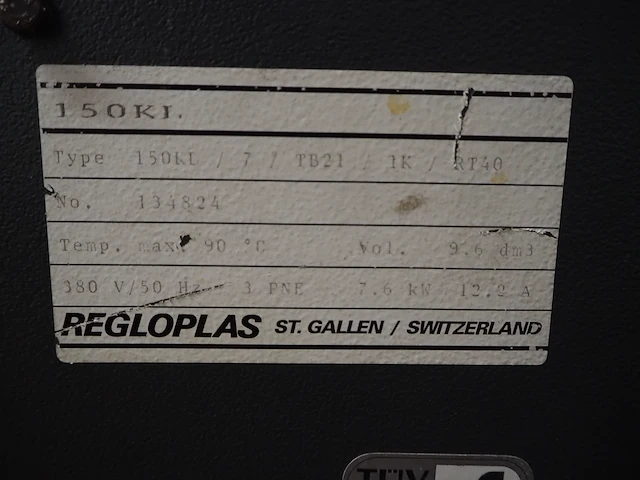 150KL
Type 150KL / 7 / TB21 / 1K / RT40
No. 134824
Temp. max. 90 °C Vol. 9.6 dm3
380 V/50 Hz 3 PNE 7.6 kW 12.2 A
REGLOPLAS ST. GALLEN / SWITZERLAND
TÜV